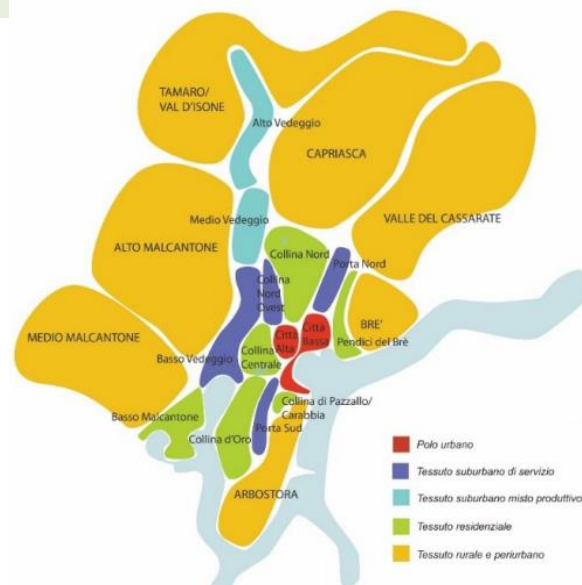 TAMARO/
VAL D'ISONE
Alto Vedeggio
CAPRIASCA
Medio Vedeggio
VALLE DEL CASSARATE
ALTO MALCANTONE
Collina Nord
Porta Nord
Collina
Nord
Ovest
MEDIO MALCANTONE
Basso Vedeggio
Collina
Centrale
Città
Alta
Città
Bassa
BRE'
Pendici del Brè
Basso Malcantone
Collina d'Oro
Porta Sud
Collina di Pazzallo/
Carabbia
ARBOSTORA
Polo urbano
Tessuto suburbano di servizio
Tessuto suburbano misto produttivo
Tessuto residenziale
Tessuto rurale e periurbano